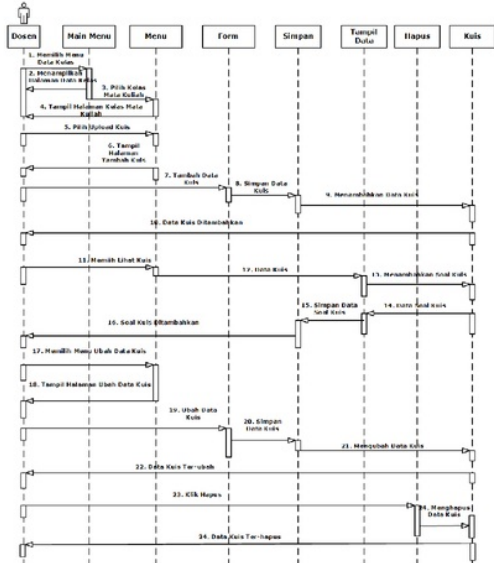 Dosen
Main Menu
Menu
Form
Simpan
Tampil
Data
Hapus
Kuis
1. Memilih Menu
Data Kelas
2. Menampilkan
Halaman Data Kelas
3. Pilih Kelas
Mata Kuliah
4. Tampil Halaman Kelas Mata
Kuliah
5. Pilih Upload Kuis
6. Tampil
Halaman
Tambah Kuis
7. Tambah Data
Kuis
8. Simpan Data
Kuis
9. Menambahkan Data Kuis
10. Data Kuis Ditambahkan
11. Memilih Lihat Kuis
12. Data Kuis
13. Menambahkan Soal Kuis
14. Data Soal Kuis
15. Simpan Data
Soal Kuis
16. Soal Kuis Ditambahkan
17. Memilih Menu Ubah Data Kuis
18. Tampil Halaman Ubah Data Kuis
19. Ubah Data
Kuis
20. Simpan
Data Kuis
21. Mengubah Data Kuis
22. Data Kuis Ter-ubah
23. Klik Hapus
24. Menghapus
Data Kuis
24. Data Kuis Ter-hapus